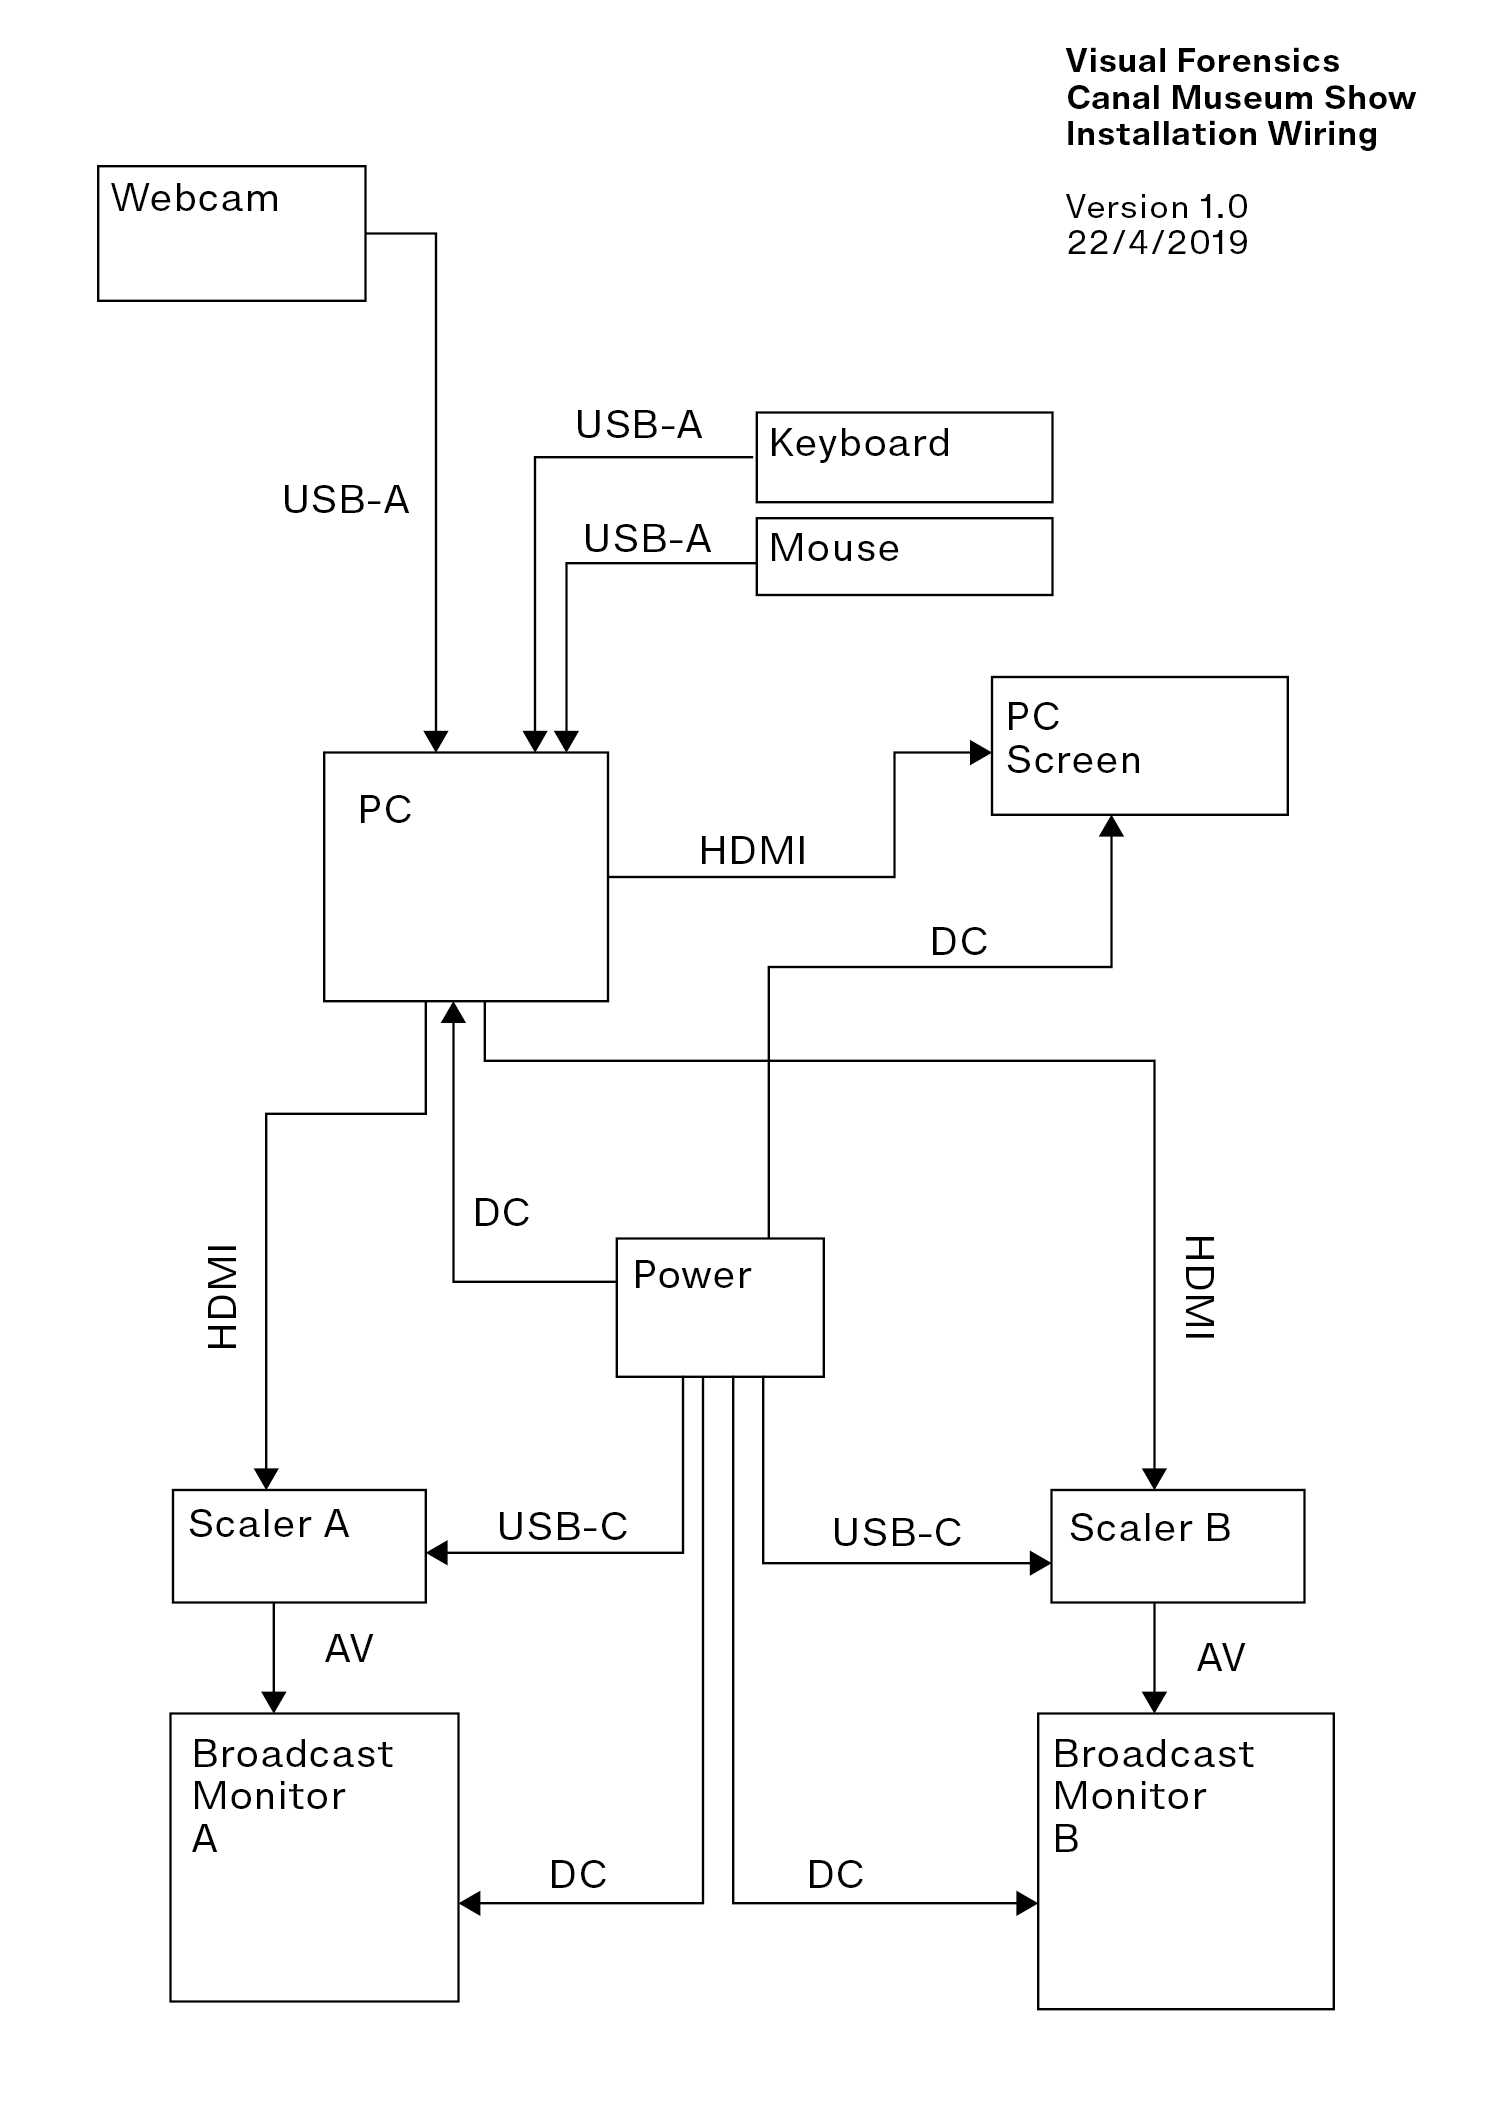 Visual Forensics
Canal Museum Show
Installation Wiring
Version 1.0
22/4/2019
Webcam
USB-A
USB-A
Keyboard
USB-A
Mouse
PC
Screen
PC
HDMI
DC
DC
HDMI
Power
HDMI
Scaler A
USB-C
USB-C
Scaler B
AV
AV
Broadcast
Monitor
A
Broadcast
Monitor
B
DC
DC